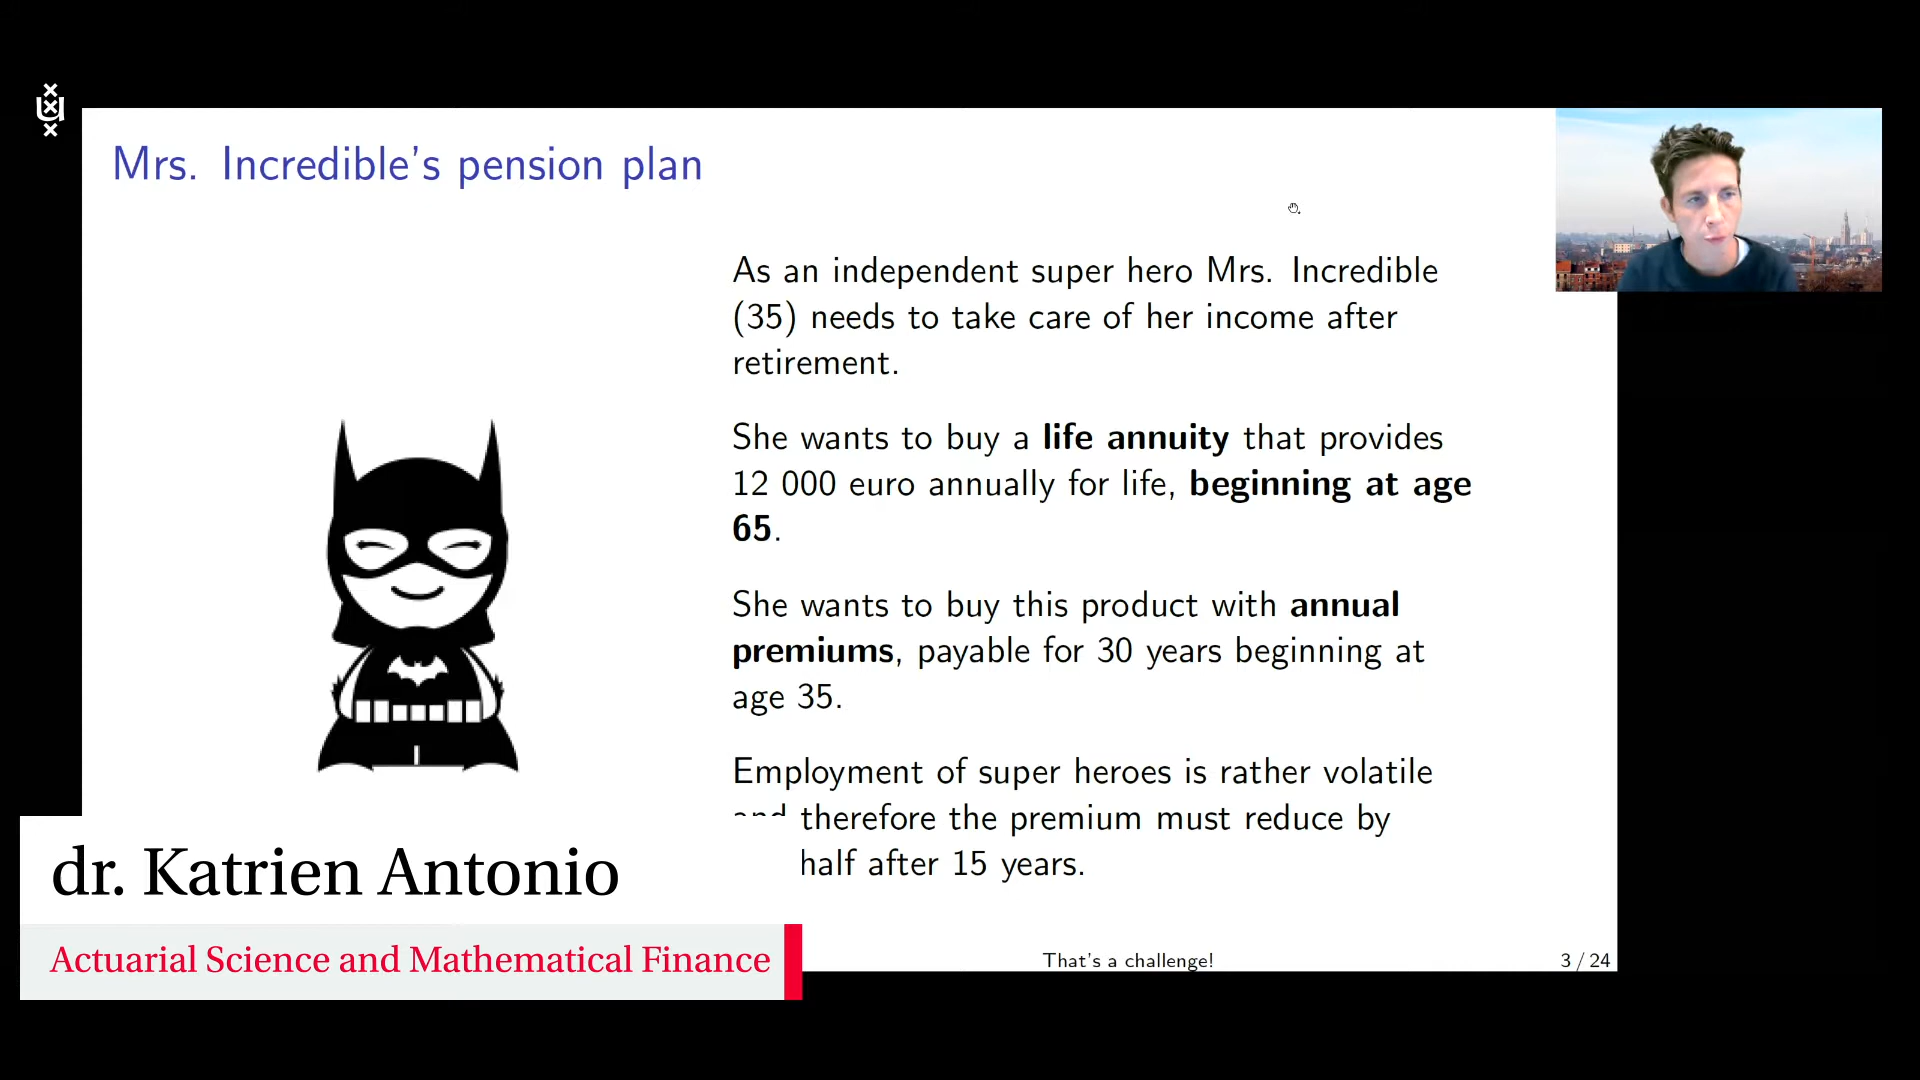 Mrs. Incredible's pension plan
As an independent super hero Mrs. Incredible
(35) needs to take care of her income after
retirement.
She wants to buy a life annuity that provides
12 000 euro annually for life, beginning at age
65.
She wants to buy this product with annual
premiums, payable for 30 years beginning at
age 35.
Employment of super heroes is rather volatile
and therefore the premium must reduce by
half after 15 years.
dr. Katrien Antonio
Actuarial Science and Mathematical Finance
That's a challenge!
3 / 24